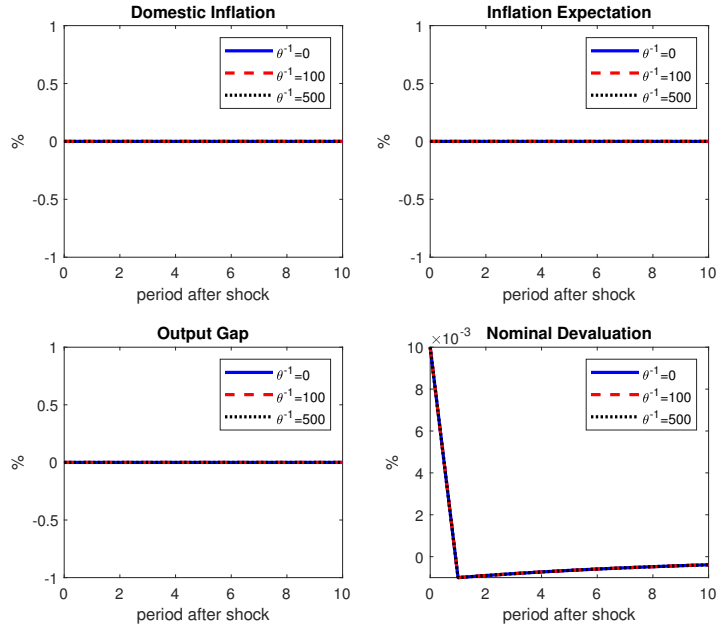 Domestic Inflation
1
0.5
0
-0.5
-1
%
θ⁻¹=0
θ⁻¹=100
θ⁻¹=500
0 2 4 6 8 10
period after shock
Inflation Expectation
1
0.5
0
-0.5
-1
%
θ⁻¹=0
θ⁻¹=100
θ⁻¹=500
0 2 4 6 8 10
period after shock
Output Gap
1
0.5
0
-0.5
-1
%
θ⁻¹=0
θ⁻¹=100
θ⁻¹=500
0 2 4 6 8 10
period after shock
Nominal Devaluation
×10⁻³
10
8
6
4
2
0
%
θ⁻¹=0
θ⁻¹=100
θ⁻¹=500
0 2 4 6 8 10
period after shock